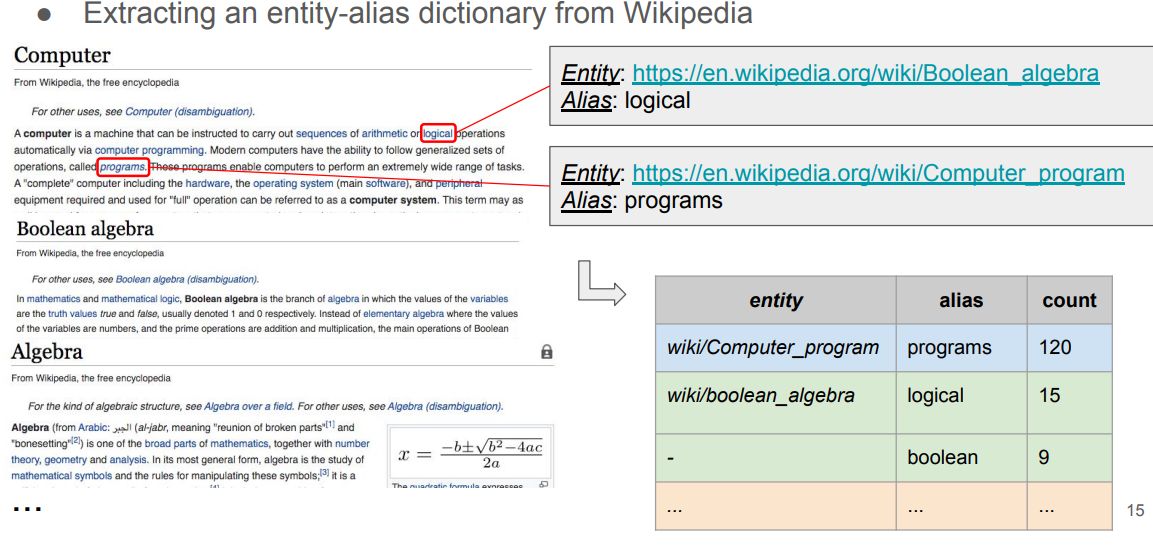 ● Extracting an entity-alias dictionary from Wikipedia
Computer
From Wikipedia, the free encyclopedia
For other uses, see Computer (disambiguation).
A computer is a machine that can be instructed to carry out sequences of arithmetic or logical operations
automatically via computer programming. Modern computers have the ability to follow generalized sets of
operations, called programs. These programs enable computers to perform an extremely wide range of tasks.
A "complete" computer including the hardware, the operating system (main software), and peripheral
equipment required and used for "full" operation can be referred to as a computer system. This term may as
Boolean algebra
From Wikipedia, the free encyclopedia
For other uses, see Boolean algebra (disambiguation).
In mathematics and mathematical logic, Boolean algebra is the branch of algebra in which the values of the variables
are the truth values true and false, usually denoted 1 and 0 respectively. Instead of elementary algebra where the values
of the variables are numbers, and the prime operations are addition and multiplication, the main operations of Boolean
Algebra
From Wikipedia, the free encyclopedia
For the kind of algebraic structure, see Algebra over a field. For other uses, see Algebra (disambiguation).
Algebra (from Arabic: الجبر (al-jabr, meaning "reunion of broken parts"[1] and
"bonesetting"[2]) is one of the broad parts of mathematics, together with number
theory, geometry and analysis. In its most general form, algebra is the study of
mathematical symbols and the rules for manipulating these symbols;[3] it is a
x = −b±√b²−4ac / 2a
The quadratic formula expresses
...
Entity: https://en.wikipedia.org/wiki/Boolean_algebra
Alias: logical
Entity: https://en.wikipedia.org/wiki/Computer_program
Alias: programs
entity alias count
wiki/Computer_program programs 120
wiki/boolean_algebra logical 15
- boolean 9
... ... ...
15